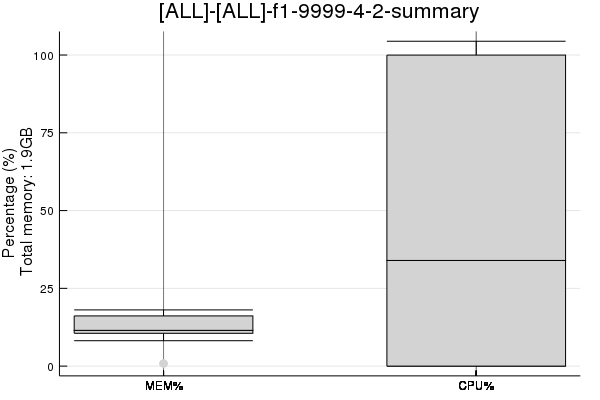 [ALL]-[ALL]-f1-9999-4-2-summary
Percentage (%)
Total memory: 1.9GB
100
75
50
25
0
MEM%
CPU%